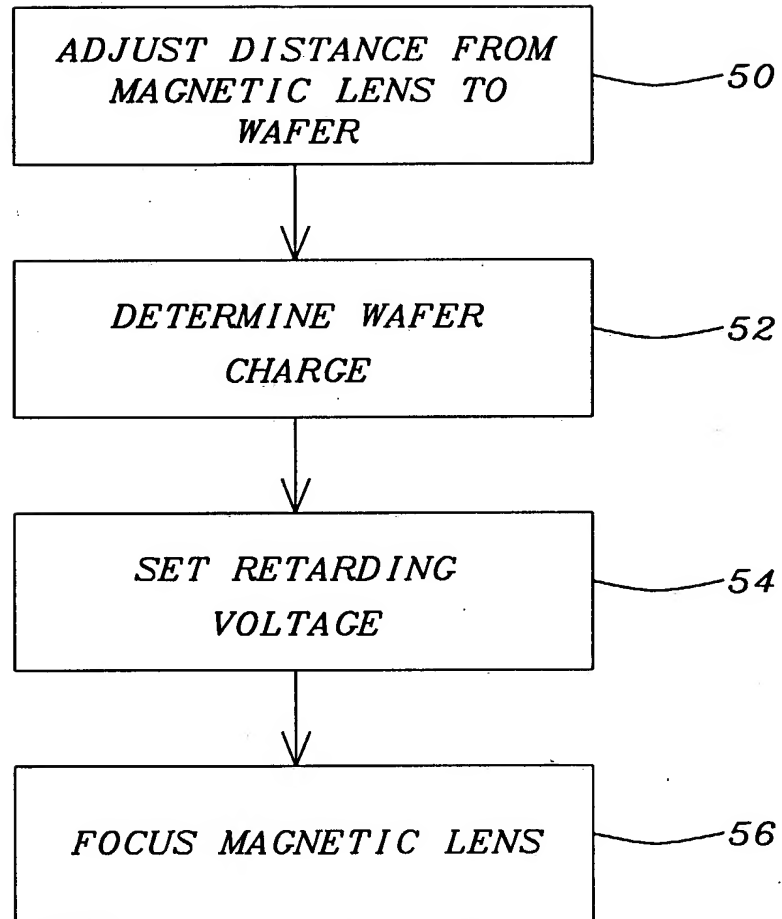 ADJUST DISTANCE FROM
MAGNETIC LENS TO
WAFER
50
DETERMINE WAFER
CHARGE
52
SET RETARDING
VOLTAGE
54
FOCUS MAGNETIC LENS
56